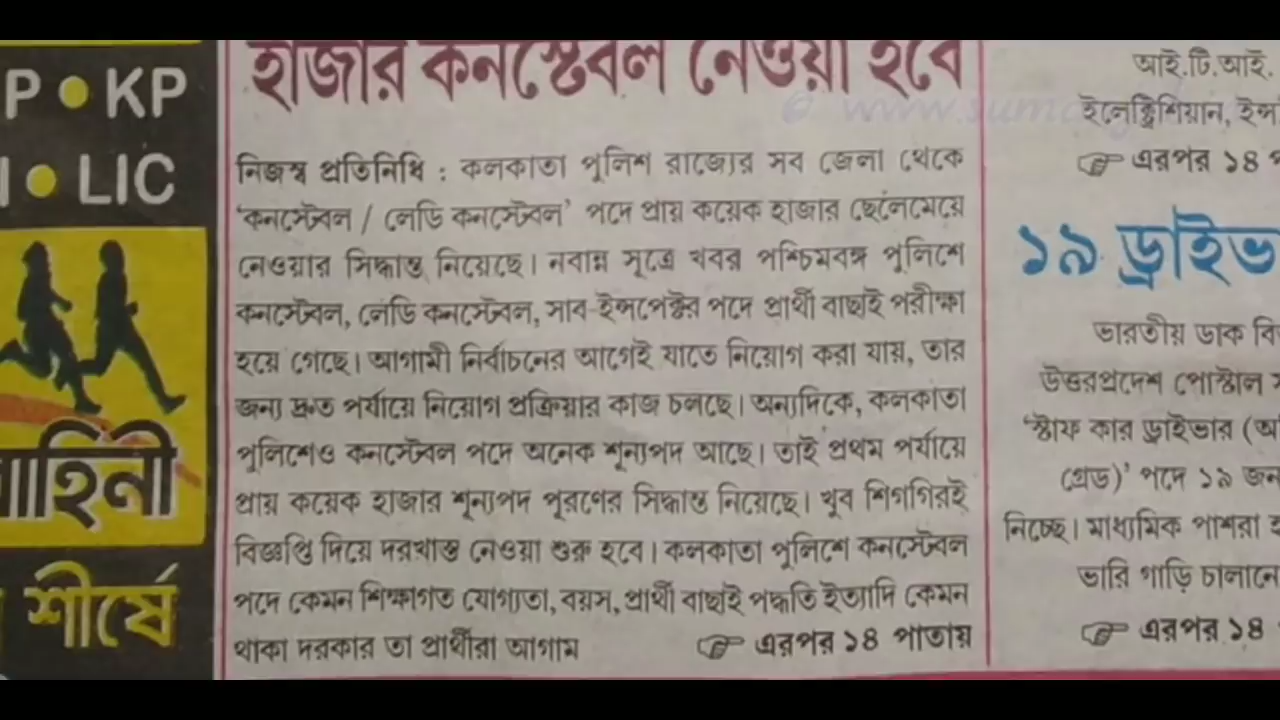 P • KP
• LIC
বাহিনী
শীর্ষে
হাজার কনস্টেবল নেওয়া হবে
নিজস্ব প্রতিনিধি : কলকাতা পুলিশ রাজ্যের সব জেলা থেকে
'কনস্টেবল / লেডি কনস্টেবল' পদে প্রায় কয়েক হাজার ছেলেমেয়ে
নেওয়ার সিদ্ধান্ত নিয়েছে। নবান্ন সূত্রে খবর পশ্চিমবঙ্গ পুলিশে
কনস্টেবল, লেডি কনস্টেবল, সাব-ইন্সপেক্টর পদে প্রার্থী বাছাই পরীক্ষা
হয়ে গেছে। আগামী নির্বাচনের আগেই যাতে নিয়োগ করা যায়, তার
জন্য দ্রুত পর্যায়ে নিয়োগ প্রক্রিয়ার কাজ চলছে। অন্যদিকে, কলকাতা
পুলিশেও কনস্টেবল পদে অনেক শূন্যপদ আছে। তাই প্রথম পর্যায়ে
প্রায় কয়েক হাজার শূন্যপদ পূরণের সিদ্ধান্ত নিয়েছে। খুব শিগগিরই
বিজ্ঞপ্তি দিয়ে দরখাস্ত নেওয়া শুরু হবে। কলকাতা পুলিশে কনস্টেবল
পদে কেমন শিক্ষাগত যোগ্যতা, বয়স, প্রার্থী বাছাই পদ্ধতি ইত্যাদি কেমন
থাকা দরকার তা প্রার্থীরা আগাম
এরপর ১৪ পাতায়
আই.টি.আই.
ইলেক্ট্রিশিয়ান,
এরপর ১৪
১৯ ড্রাইভ
ভারতীয় ডাক বি
উত্তরপ্রদেশ পোস্টাল
'স্টাফ কার ড্রাইভার (অ
গ্রেড)' পদে ১৯ জন
নিচ্ছে। মাধ্যমিক পাশরা
ভারি গাড়ি চালানে
এরপর ১৪